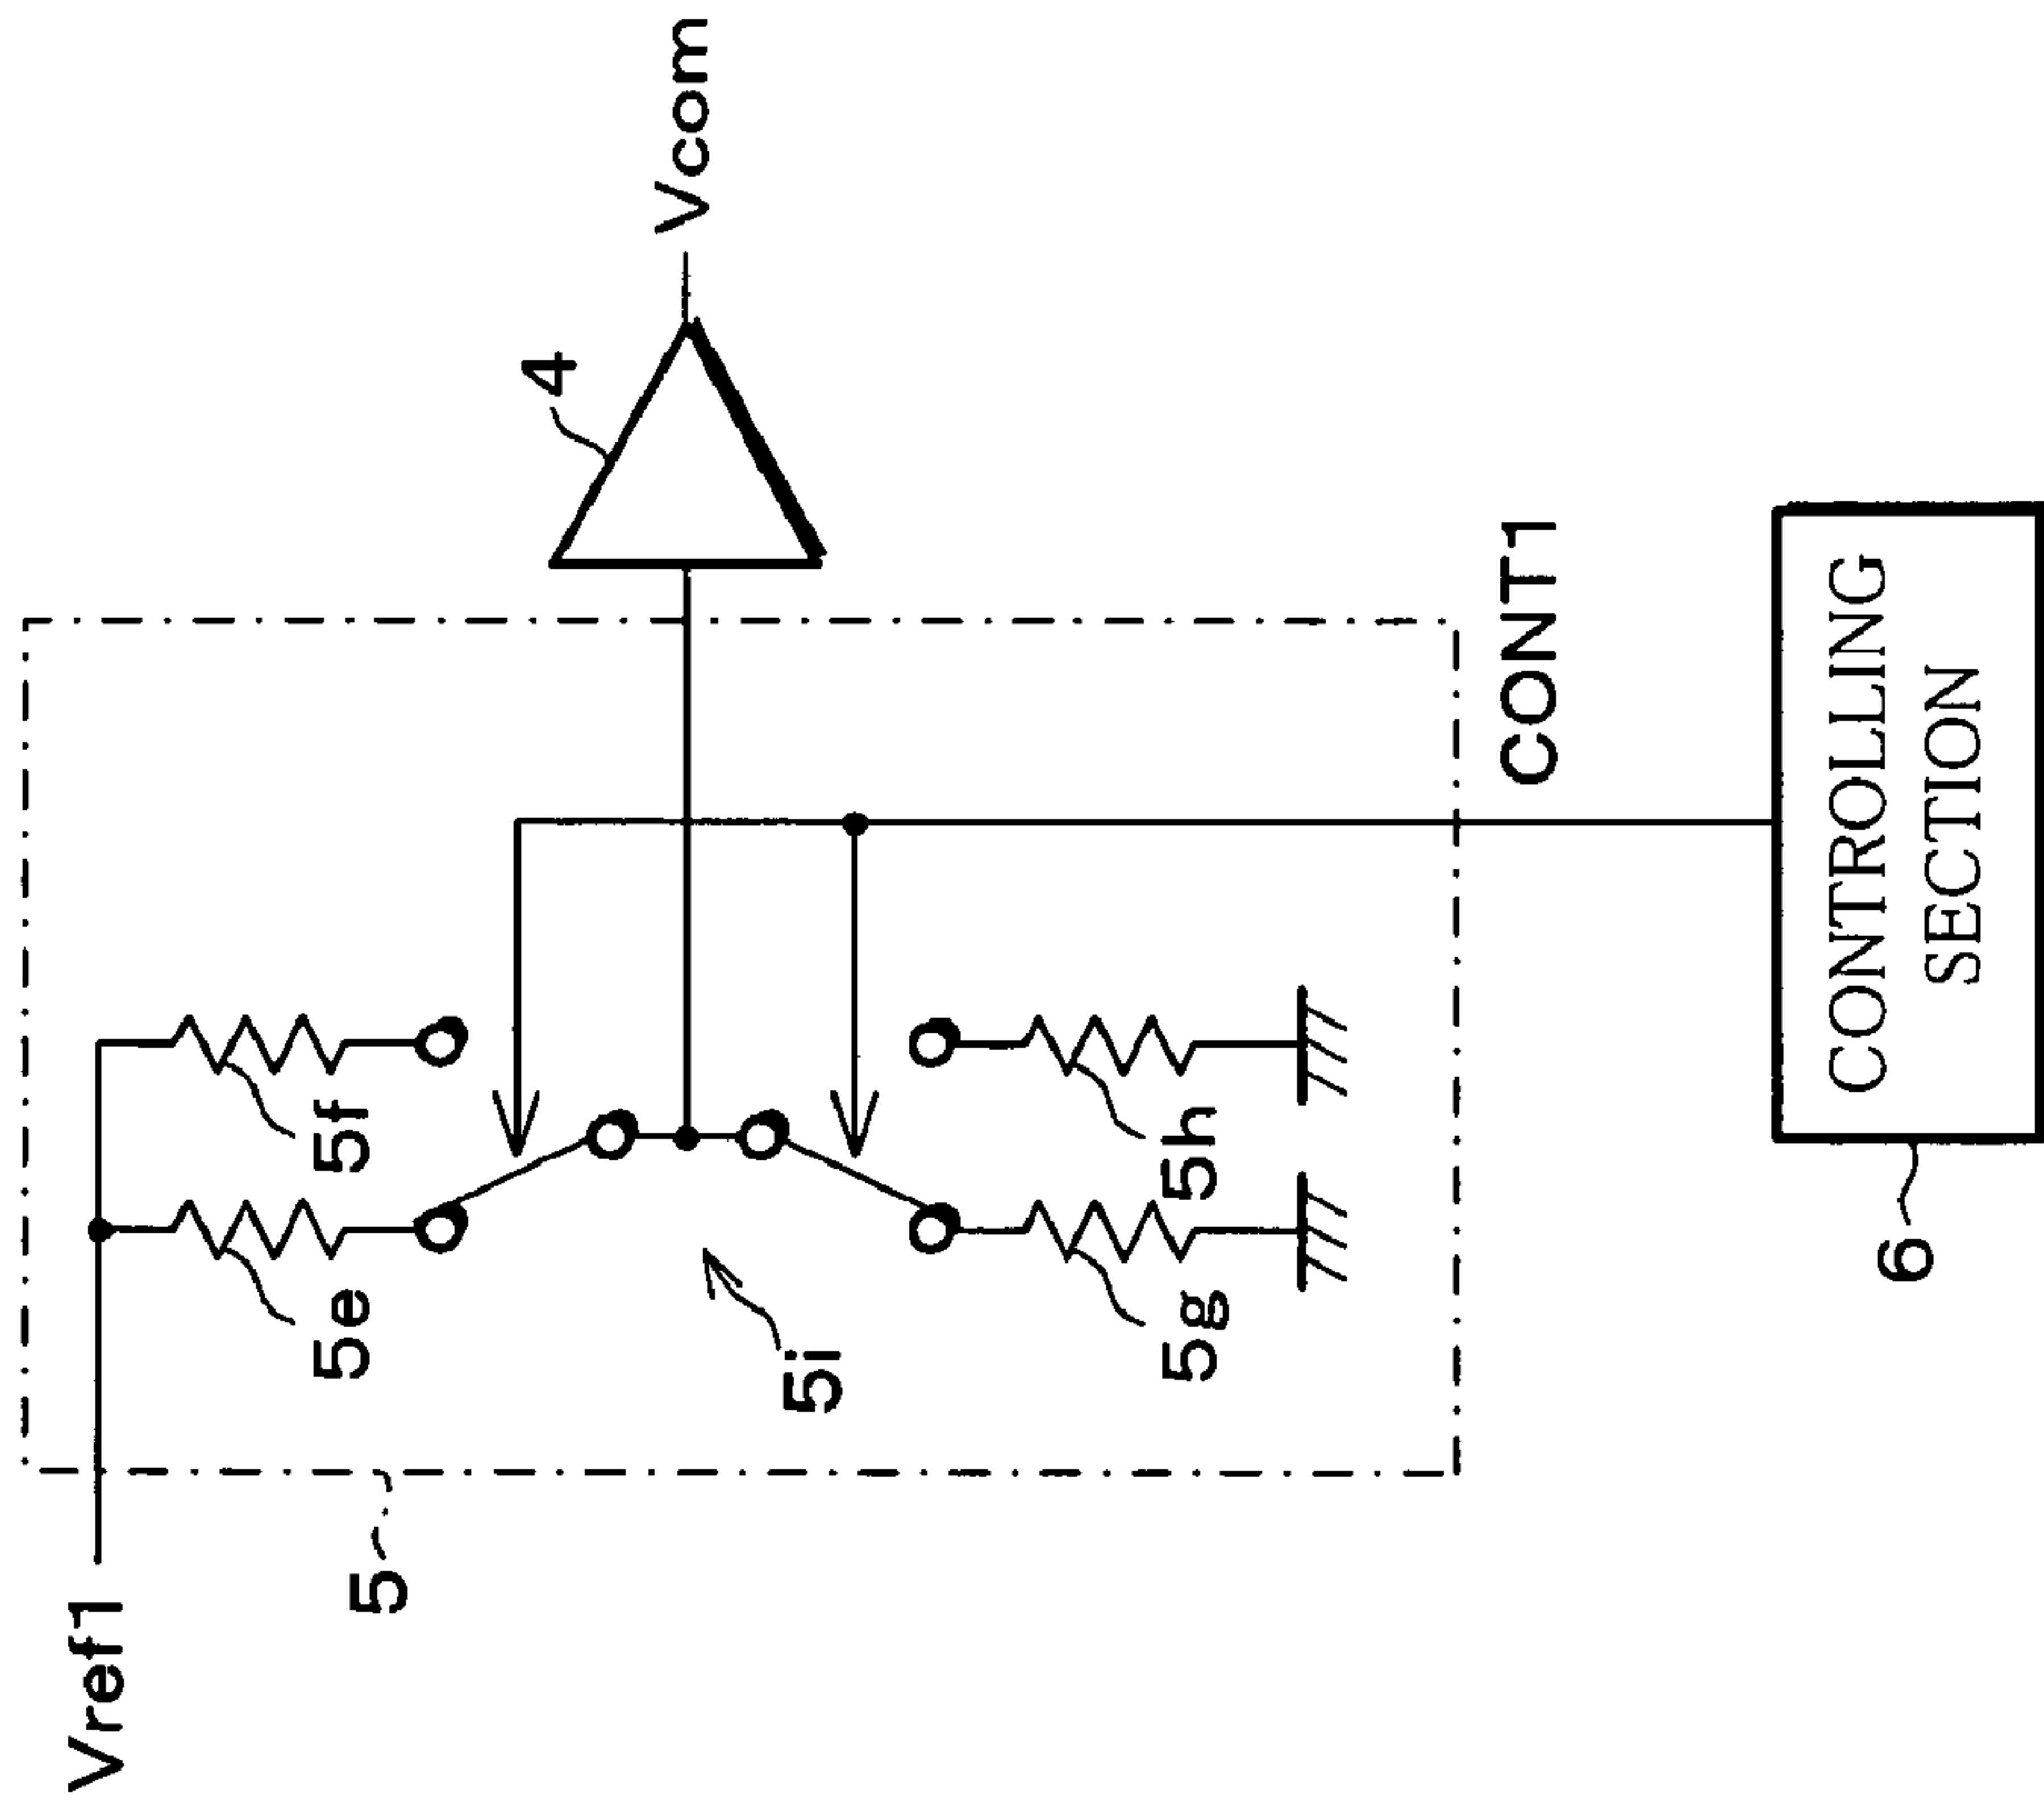 Vref1
5
5e
5f
5i
5g
5h
4
Vcom
CONT1
CONTROLLING
SECTION
6